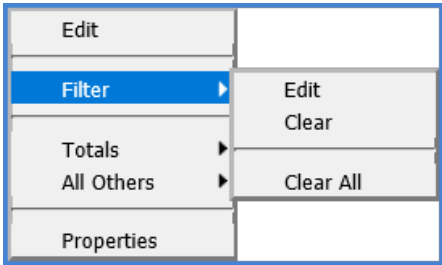 Edit
Filter
Totals
All Others
Properties
Edit
Clear
Clear All